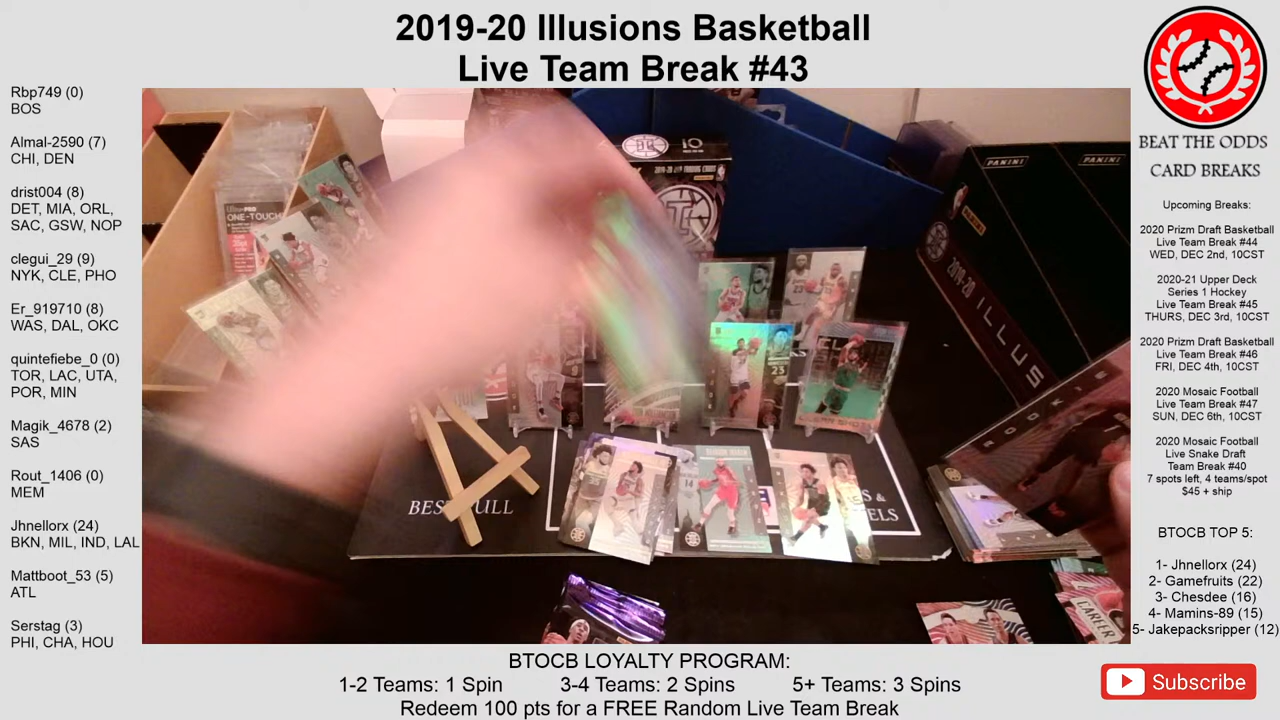 2019-20 Illusions Basketball
Live Team Break #43
Rbp749 (0)
BOS
Almal-2590 (7)
CHI, DEN
drist004 (8)
DET, MIA, ORL,
SAC, GSW, NOP
clegui_29 (9)
NYK, CLE, PHO
Er_919710 (8)
WAS, DAL, OKC
quintefiebe_0 (0)
TOR, LAC, UTA,
POR, MIN
Magik_4678 (2)
SAS
Rout_1406 (0)
MEM
Jhnellorx (24)
BKN, MIL, IND, LAL
Mattboot_53 (5)
ATL
Serstag (3)
PHI, CHA, HOU
ONE-TOUCH
10
PANINI
PANINI
2019-20 ILLUS
ROOKIE
23
BES
ULL
S &
ELS
CARTER
BEAT THE ODDS
CARD BREAKS
Upcoming Breaks:
2020 Prizm Draft Basketball
Live Team Break #44
WED, DEC 2nd, 10CST
2020-21 Upper Deck
Series 1 Hockey
Live Team Break #45
THURS, DEC 3rd, 10CST
2020 Prizm Draft Basketball
Live Team Break #46
FRI, DEC 4th, 10CST
2020 Mosaic Football
Live Team Break #47
SUN, DEC 6th, 10CST
2020 Mosaic Football
Live Snake Draft
Team Break #40
7 spots left, 4 teams/spot
$45 + ship
BTOCB TOP 5:
1- Jhnellorx (24)
2- Gamefruits (22)
3- Chesdee (16)
4- Mamins-89 (15)
5- Jakepacksripper (12)
BTOCB LOYALTY PROGRAM:
1-2 Teams: 1 Spin 3-4 Teams: 2 Spins 5+ Teams: 3 Spins
Redeem 100 pts for a FREE Random Live Team Break
Subscribe